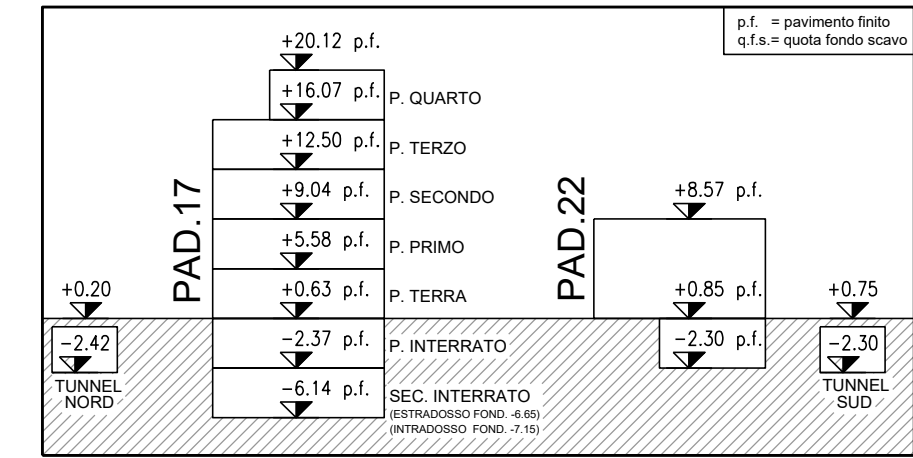 p.f. = pavimento finito
q.f.s.= quota fondo scavo
+20.12 p.f.
+16.07 p.f. P. QUARTO
+12.50 p.f. P. TERZO
PAD.17
+9.04 p.f. P. SECONDO
+5.58 p.f. P. PRIMO
+0.63 p.f. P. TERRA
-2.37 p.f. P. INTERRATO
-6.14 p.f. SEC. INTERRATO
(ESTRADOSSO FOND. -6.65)
(INTRADOSSO FOND. -7.15)
+0.20
-2.42
TUNNEL
NORD
PAD.22
+8.57 p.f.
+0.85 p.f.
-2.30 p.f.
+0.75
-2.30
TUNNEL
SUD